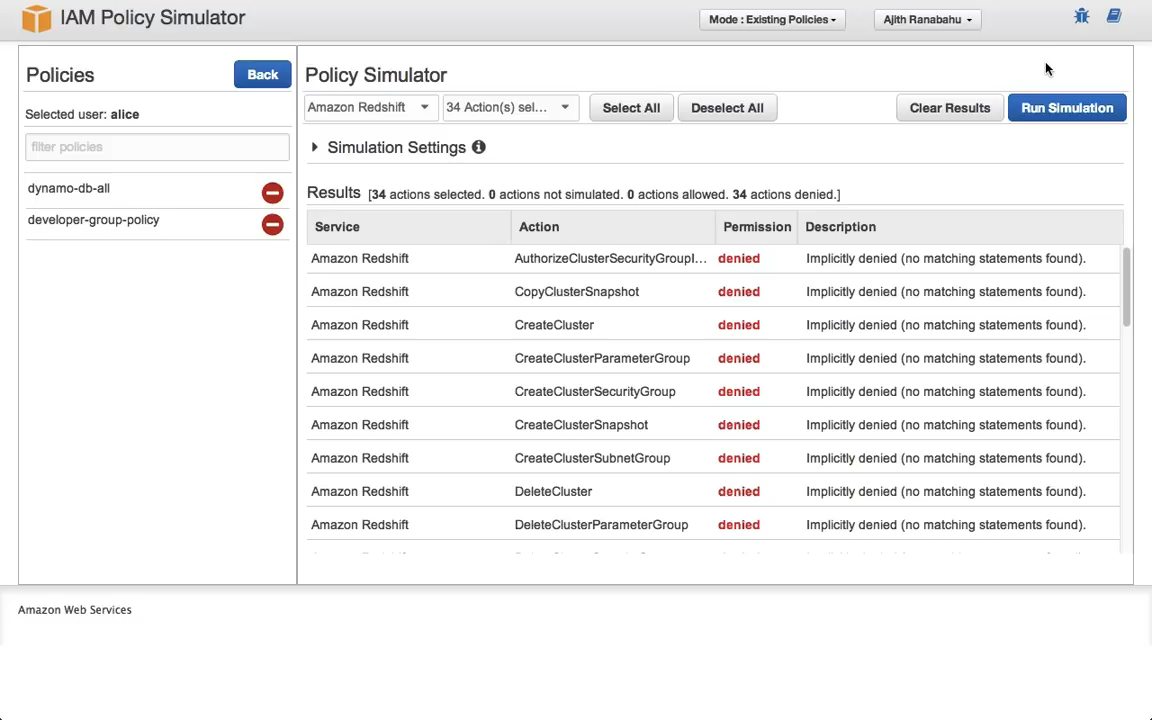 IAM Policy Simulator
Mode : Existing Policies
Ajith Ranabahu
Policies
Back
Selected user: alice
filter policies
dynamo-db-all
developer-group-policy
Policy Simulator
Amazon Redshift
34 Action(s) sel...
Select All
Deselect All
Clear Results
Run Simulation
Simulation Settings
Results [34 actions selected. 0 actions not simulated. 0 actions allowed. 34 actions denied.]
Service Action Permission Description
Amazon Redshift AuthorizeClusterSecurityGroupI... denied Implicitly denied (no matching statements found).
Amazon Redshift CopyClusterSnapshot denied Implicitly denied (no matching statements found).
Amazon Redshift CreateCluster denied Implicitly denied (no matching statements found).
Amazon Redshift CreateClusterParameterGroup denied Implicitly denied (no matching statements found).
Amazon Redshift CreateClusterSecurityGroup denied Implicitly denied (no matching statements found).
Amazon Redshift CreateClusterSnapshot denied Implicitly denied (no matching statements found).
Amazon Redshift CreateClusterSubnetGroup denied Implicitly denied (no matching statements found).
Amazon Redshift DeleteCluster denied Implicitly denied (no matching statements found).
Amazon Redshift DeleteClusterParameterGroup denied Implicitly denied (no matching statements found).
Amazon Web Services